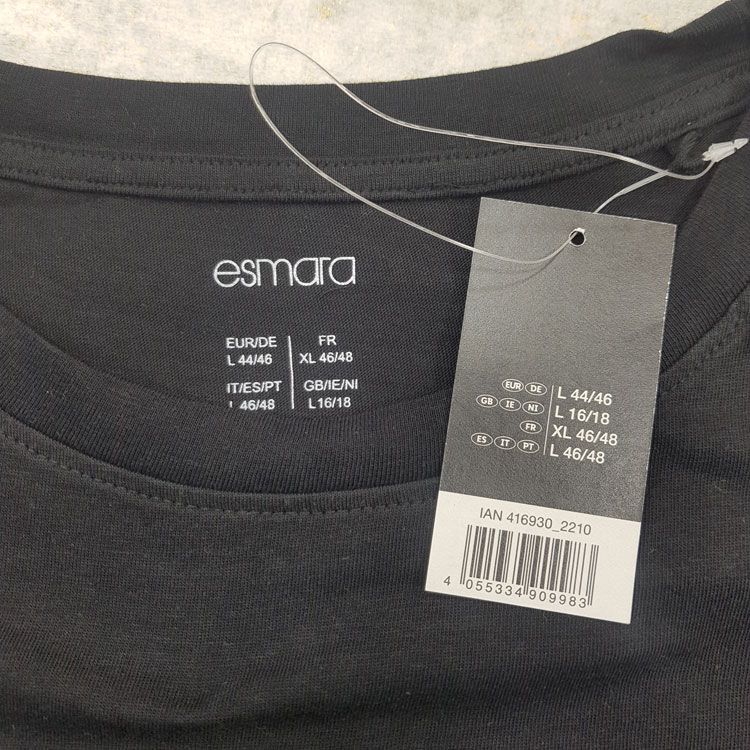 esmara
EUR/DE
L 44/46
FR
XL 46/48
IT/ES/PT
L 46/48
GB/IE/NI
L 16/18
EUR DE L 44/46
GB IE NI L 16/18
FR XL 46/48
ES IT PT L 46/48
IAN 416930_2210
4 055334 909983